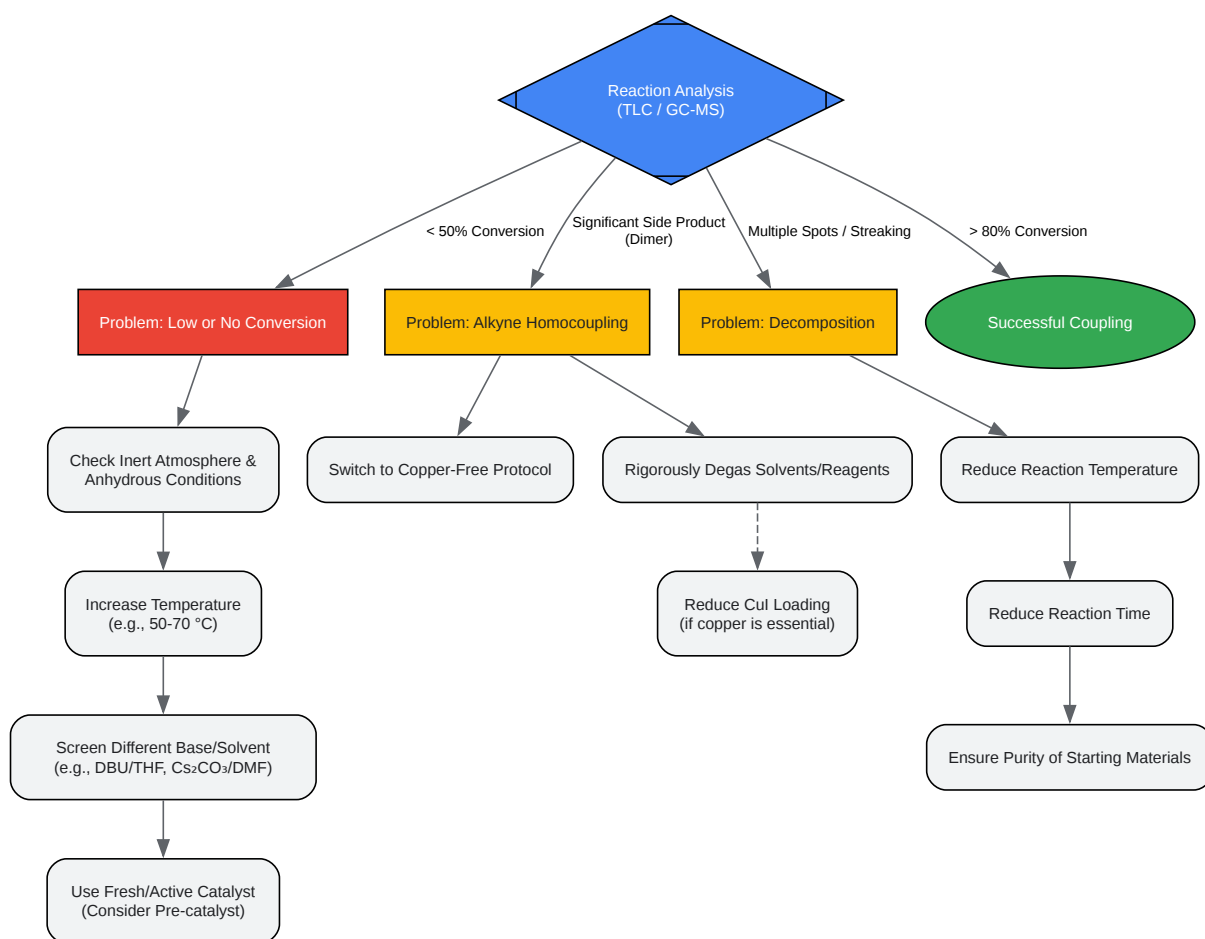 Reaction Analysis
(TLC / GC-MS)
< 50% Conversion
Significant Side Product
(Dimer)
Multiple Spots / Streaking
> 80% Conversion
Problem: Low or No Conversion
Problem: Alkyne Homocoupling
Problem: Decomposition
Successful Coupling
Check Inert Atmosphere &
Anhydrous Conditions
Switch to Copper-Free Protocol
Rigorously Degas Solvents/Reagents
Reduce Reaction Temperature
Increase Temperature
(e.g., 50-70 °C)
Reduce CuI Loading
(if copper is essential)
Reduce Reaction Time
Screen Different Base/Solvent
(e.g., DBU/THF, Cs₂CO₃/DMF)
Ensure Purity of Starting Materials
Use Fresh/Active Catalyst
(Consider Pre-catalyst)